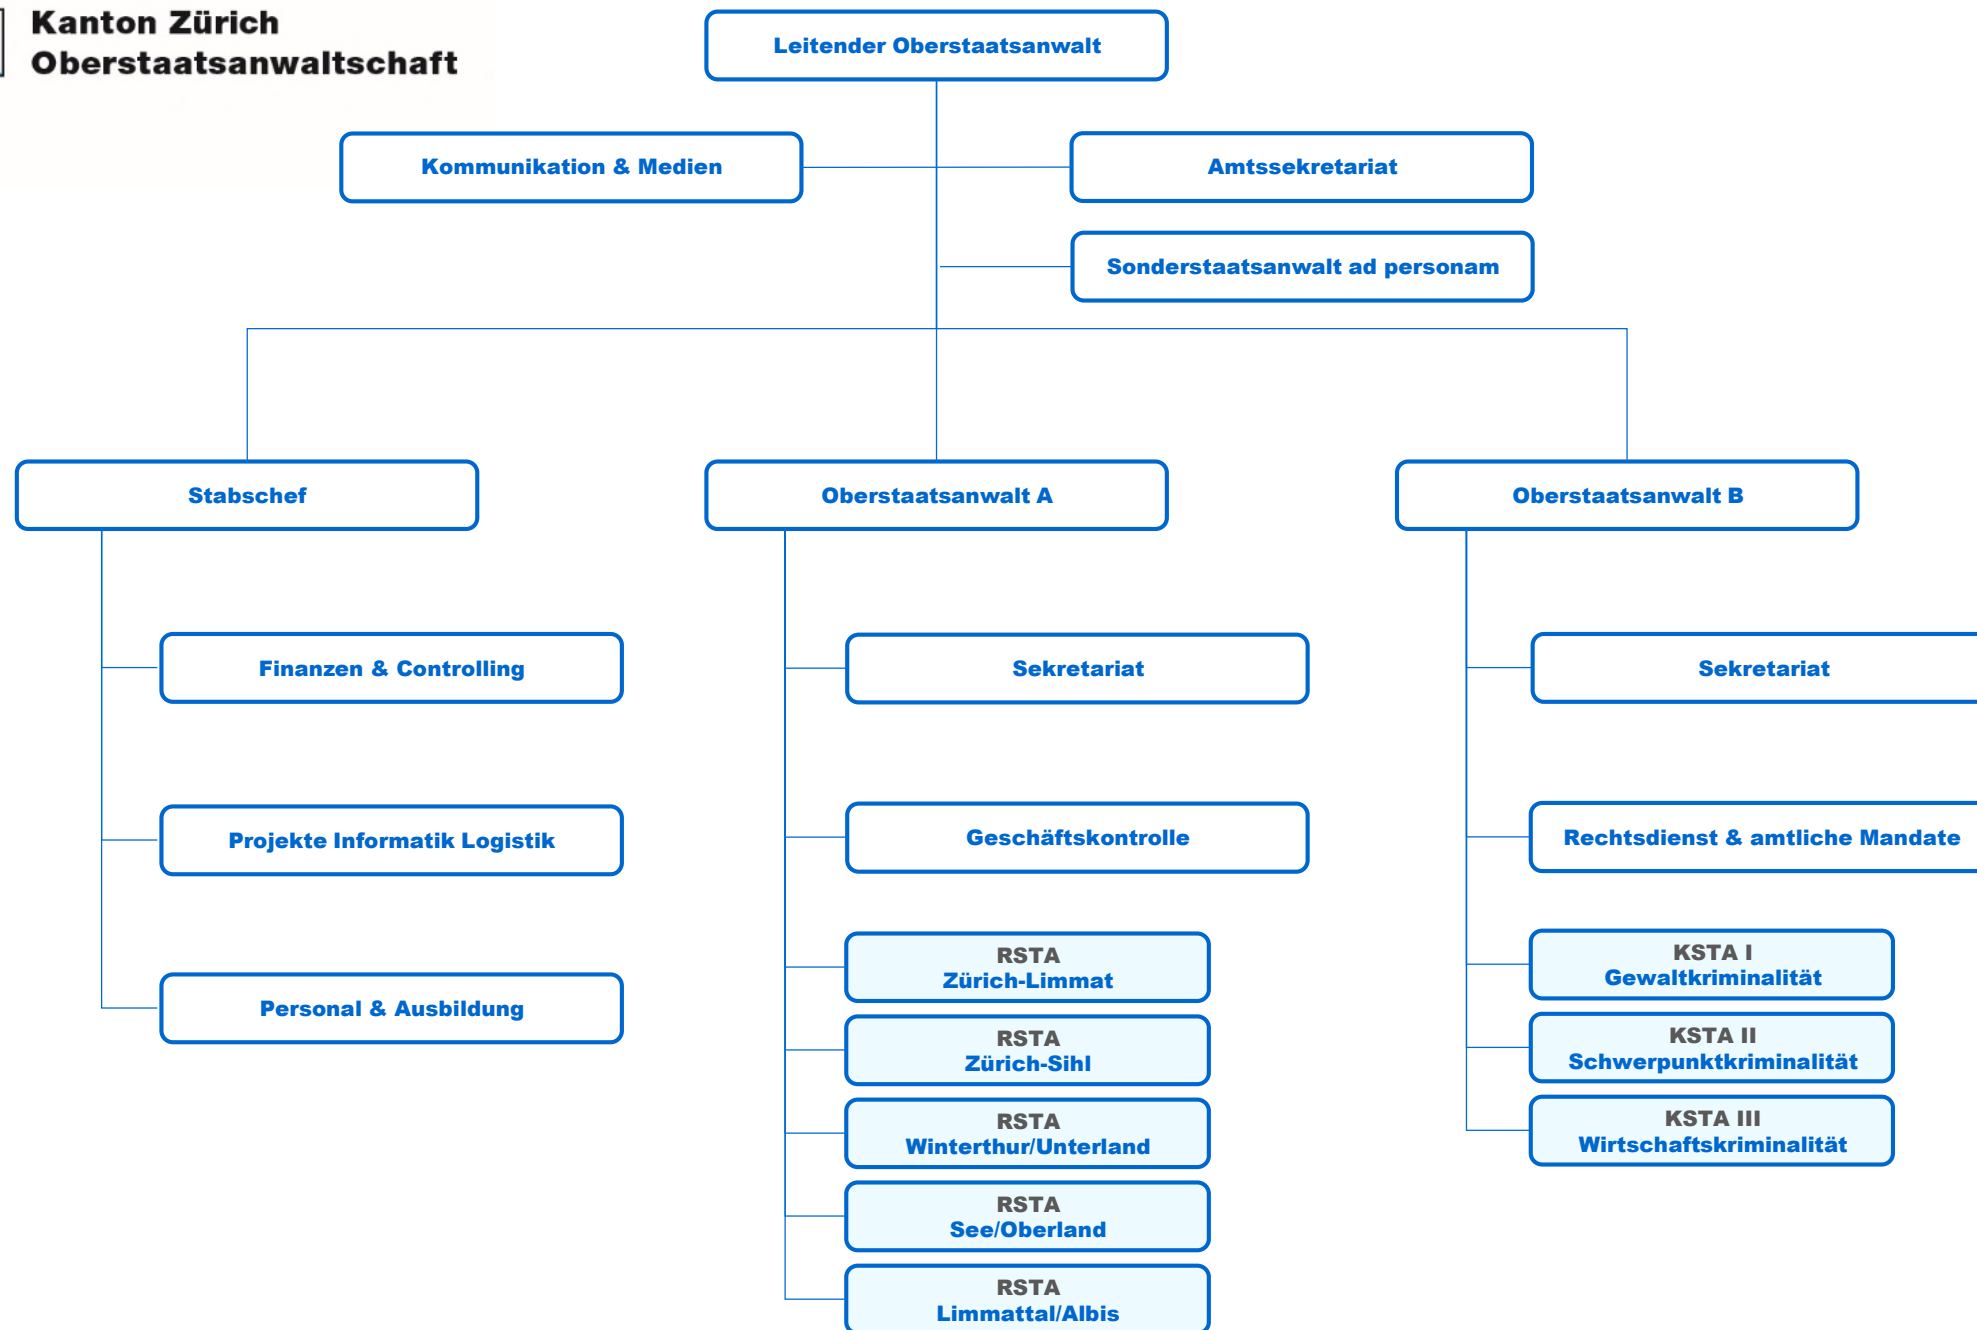 Kanton Zürich
Oberstaatsanwaltschaft
Leitender Oberstaatsanwalt
Kommunikation & Medien
Amtssekretariat
Sonderstaatsanwalt ad personam
Stabschef
Oberstaatsanwalt A
Oberstaatsanwalt B
Finanzen & Controlling
Sekretariat
Sekretariat
Projekte Informatik Logistik
Geschäftskontrolle
Rechtsdienst & amtliche Mandate
Personal & Ausbildung
RSTA
Zürich-Limmat
RSTA
Zürich-Sihl
RSTA
Winterthur/Unterland
RSTA
See/Oberland
RSTA
Limmattal/Albis
KSTA I
Gewaltkriminalität
KSTA II
Schwerpunktkriminalität
KSTA III
Wirtschaftskriminalität